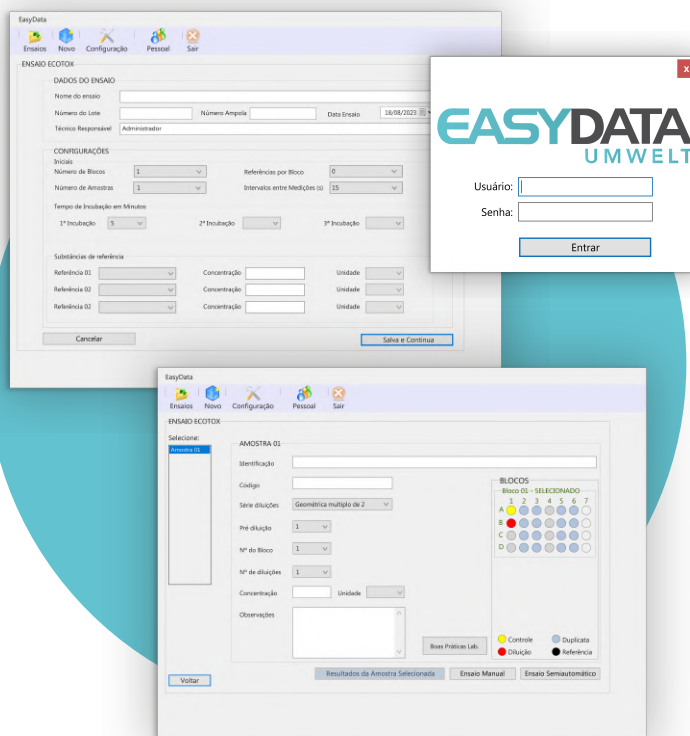 EasyData
Ensaios Novo Configuração Pessoal Sair
ENSAIO ECOTOX
DADOS DO ENSAIO
Nome do ensaio
Número do Lote Número Ampola Data Ensaio 18/08/2023
Técnico Responsável Administrador
CONFIGURAÇÕES
Iniciais
Número de Blocos 1 Referências por Bloco 0
Número de Amostras 1 Intervalos entre Medições (s) 15
Tempo de Incubação em Minutos
1ª Incubação 5 2ª Incubação 3ª Incubação
Substâncias de referência
Referência 01 Concentração Unidade
Referência 02 Concentração Unidade
Referência 02 Concentração Unidade
Cancelar Salva e Continua
x
EASYDATA
UMWELT
Usuário:
Senha:
Entrar
EasyData
Ensaios Novo Configuração Pessoal Sair
ENSAIO ECOTOX
Selecione:
Amostra 01
AMOSTRA 01
Identificação
Código
Série diluições Geométrica multiplo de 2
Pré diluição 1
Nº do Bloco 1
Nº de diluições 1
Concentração Unidade
Observações
Boas Práticas Lab.
BLOCOS
Bloco 01 - SELECIONADO
1 2 3 4 5 6 7
A
B
C
D
Controle Duplicata
Diluição Referência
Resultados da Amostra Selecionada Ensaio Manual Ensaio Semiautomático
Voltar